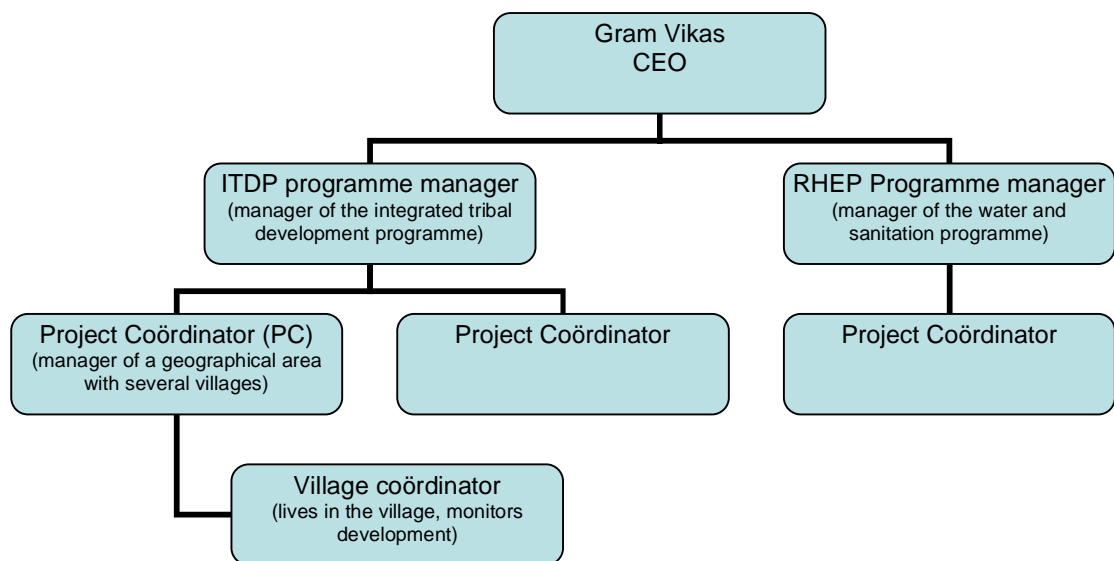 Gram Vikas
CEO
ITDP programme manager
(manager of the integrated tribal
development programme)
RHEP Programme manager
(manager of the water and
sanitation programme)
Project Coördinator (PC)
(manager of a geographical area
with several villages)
Project Coördinator
Project Coördinator
Village coördinator
(lives in the village, monitors
development)